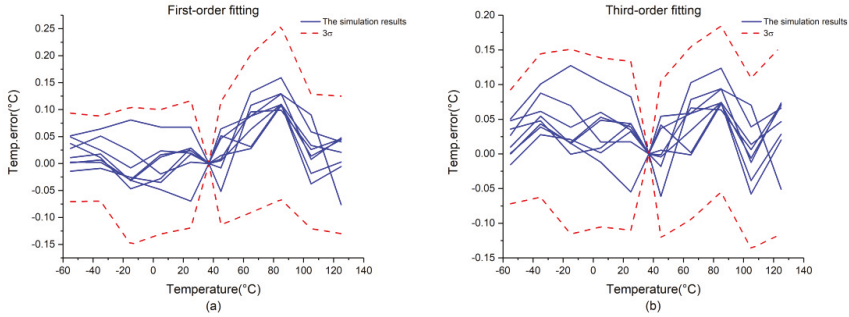 First-order fitting
The simulation results
3σ
0.25
0.20
0.15
0.10
0.05
0.00
-0.05
-0.10
-0.15
Temp.error(°C)
-60 -40 -20 0 20 40 60 80 100 120 140
Temperature(°C)
(a)
Third-order fitting
The simulation results
3σ
0.20
0.15
0.10
0.05
0.00
-0.05
-0.10
-0.15
Temp.error(°C)
-60 -40 -20 0 20 40 60 80 100 120 140
Temperature(°C)
(b)